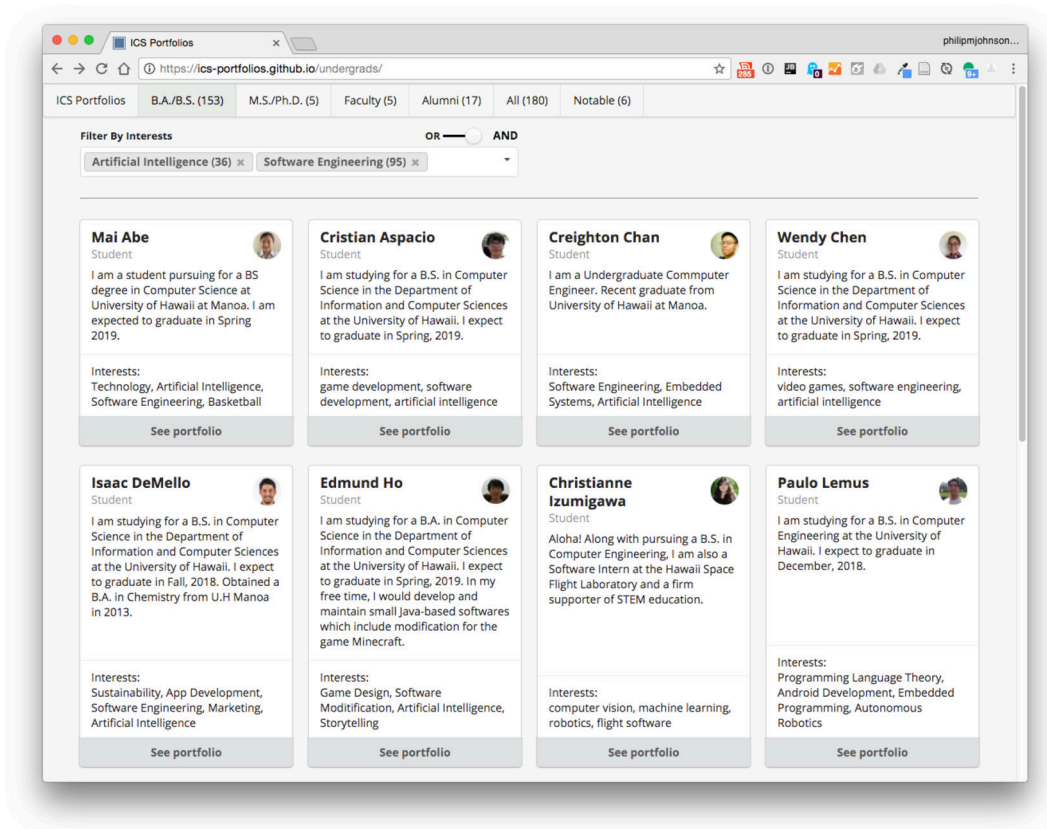 ICS Portfolios
philipmjohnson...
https://ics-portfolios.github.io/undergrads/
285
JB
0
9+
ICS Portfolios B.A./B.S. (153) M.S./Ph.D. (5) Faculty (5) Alumni (17) All (180) Notable (6)
Filter By Interests OR AND
Artificial Intelligence (36) × Software Engineering (95) ×
Mai Abe
Student
I am a student pursuing for a BS
degree in Computer Science at
University of Hawaii at Manoa. I am
expected to graduate in Spring
2019.
Interests:
Technology, Artificial Intelligence,
Software Engineering, Basketball
See portfolio
Cristian Aspacio
Student
I am studying for a B.S. in Computer
Science in the Department of
Information and Computer Sciences
at the University of Hawaii. I expect
to graduate in Spring, 2019.
Interests:
game development, software
development, artificial intelligence
See portfolio
Creighton Chan
Student
I am a Undergraduate Commputer
Engineer. Recent graduate from
University of Hawaii at Manoa.
Interests:
Software Engineering, Embedded
Systems, Artificial Intelligence
See portfolio
Wendy Chen
Student
I am studying for a B.S. in Computer
Science in the Department of
Information and Computer Sciences
at the University of Hawaii. I expect
to graduate in Spring, 2019.
Interests:
video games, software engineering,
artificial intelligence
See portfolio
Isaac DeMello
Student
I am studying for a B.S. in Computer
Science in the Department of
Information and Computer Sciences
at the University of Hawaii. I expect
to graduate in Fall, 2018. Obtained a
B.A. in Chemistry from U.H Manoa
in 2013.
Interests:
Sustainability, App Development,
Software Engineering, Marketing,
Artificial Intelligence
See portfolio
Edmund Ho
Student
I am studying for a B.A. in Computer
Science in the Department of
Information and Computer Sciences
at the University of Hawaii. I expect
to graduate in Spring, 2019. In my
free time, I would develop and
maintain small Java-based softwares
which include modification for the
game Minecraft.
Interests:
Game Design, Software
Moditification, Artificial Intelligence,
Storytelling
See portfolio
Christianne
Izumigawa
Student
Aloha! Along with pursuing a B.S. in
Computer Engineering, I am also a
Software Intern at the Hawaii Space
Flight Laboratory and a firm
supporter of STEM education.
Interests:
computer vision, machine learning,
robotics, flight software
See portfolio
Paulo Lemus
Student
I am studying for a B.S. in Computer
Engineering at the University of
Hawaii. I expect to graduate in
December, 2018.
Interests:
Programming Language Theory,
Android Development, Embedded
Programming, Autonomous
Robotics
See portfolio